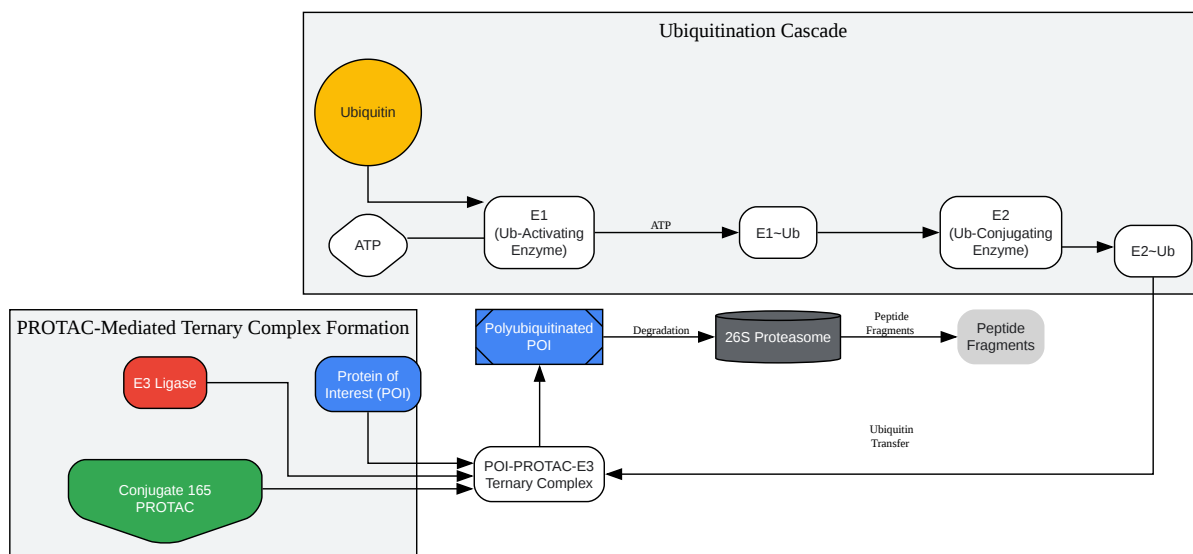 Ubiquitination Cascade
Ubiquitin
ATP
E1
(Ub-Activating
Enzyme)
ATP
E1~Ub
E2
(Ub-Conjugating
Enzyme)
E2~Ub
PROTAC-Mediated Ternary Complex Formation
E3 Ligase
Protein of
Interest (POI)
Conjugate 165
PROTAC
Polyubiquitinated
POI
Degradation
26S Proteasome
Peptide
Fragments
Peptide
Fragments
Ubiquitin
Transfer
POI-PROTAC-E3
Ternary Complex